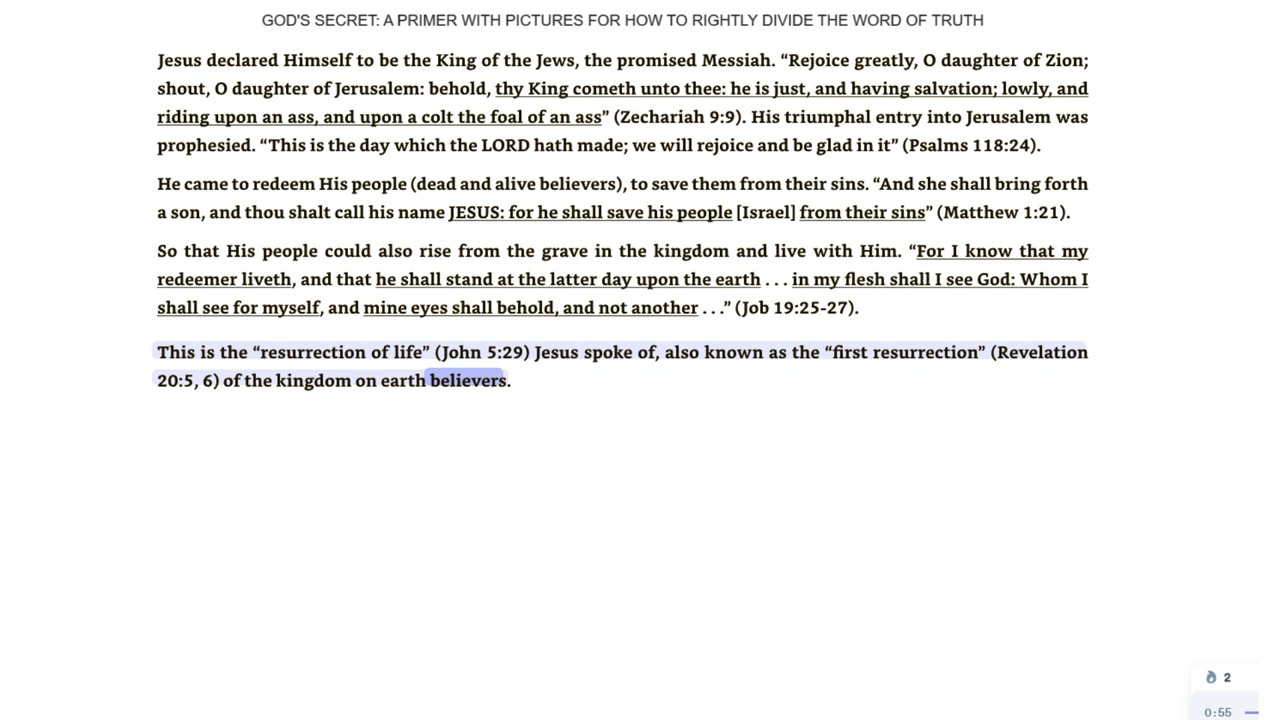 GOD'S SECRET: A PRIMER WITH PICTURES FOR HOW TO RIGHTLY DIVIDE THE WORD OF TRUTH
Jesus declared Himself to be the King of the Jews, the promised Messiah. “Rejoice greatly, O daughter of Zion;
shout, O daughter of Jerusalem: behold, thy King cometh unto thee: he is just, and having salvation; lowly, and
riding upon an ass, and upon a colt the foal of an ass” (Zechariah 9:9). His triumphal entry into Jerusalem was
prophesied. “This is the day which the LORD hath made; we will rejoice and be glad in it” (Psalms 118:24).
He came to redeem His people (dead and alive believers), to save them from their sins. “And she shall bring forth
a son, and thou shalt call his name JESUS: for he shall save his people [Israel] from their sins” (Matthew 1:21).
So that His people could also rise from the grave in the kingdom and live with Him. “For I know that my
redeemer liveth, and that he shall stand at the latter day upon the earth . . . in my flesh shall I see God: Whom I
shall see for myself, and mine eyes shall behold, and not another . . .” (Job 19:25-27).
This is the “resurrection of life” (John 5:29) Jesus spoke of, also known as the “first resurrection” (Revelation
20:5, 6) of the kingdom on earth believers.
2
0:55